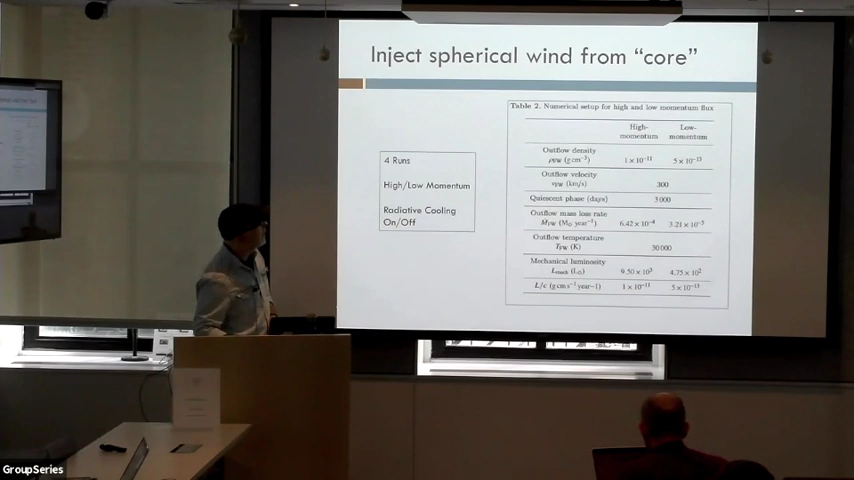 Inject spherical wind from “core”
4 Runs
High/Low Momentum
Radiative Cooling
On/Off
Table 2. Numerical setup for high and low momentum flux
High-
momentum
Low-
momentum
Outflow density
ρPW (g cm⁻³) 1×10⁻¹¹ 5×10⁻¹³
Outflow velocity
vPW (km/s) 300
Quiescent phase (days) 3 000
Outflow mass loss rate
ṀPW (M⊙ year⁻¹) 6.42×10⁻⁴ 3.21×10⁻⁵
Outflow temperature
TPW (K) 30 000
Mechanical luminosity
Lmech (L⊙) 9.50×10³ 4.75×10²
L/c (g cm s⁻¹ year−1) 1×10⁻¹¹ 5×10⁻¹³
GroupSeries